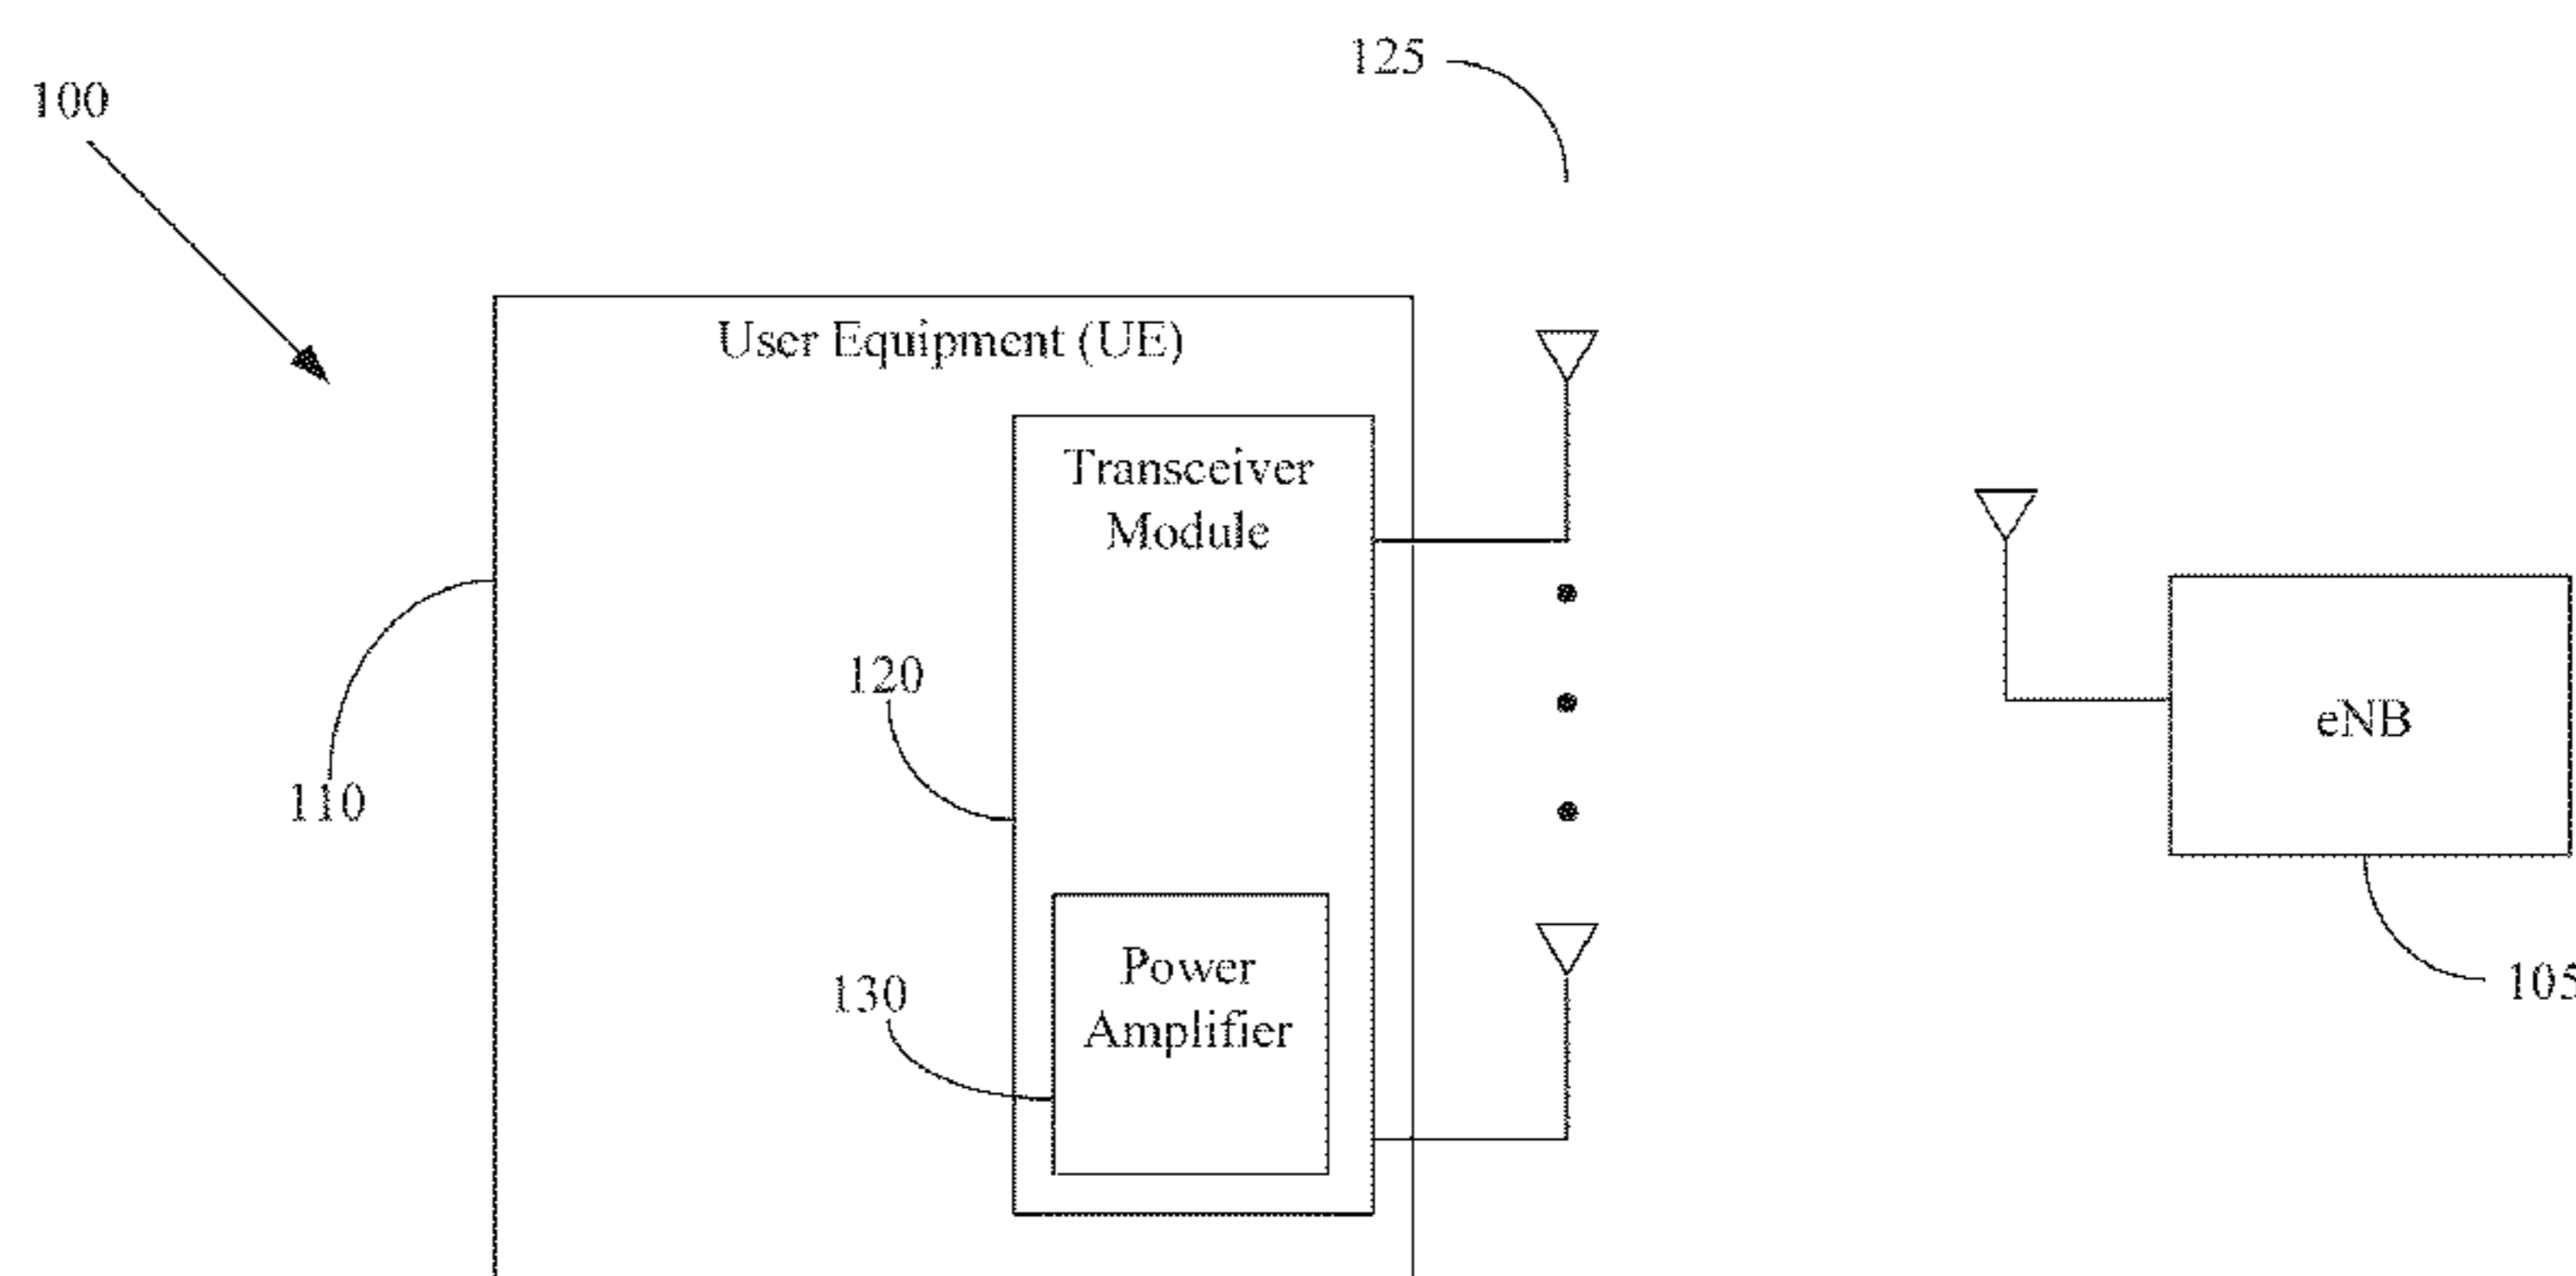 125
100
User Equipment (UE)
Transceiver
Module
120
eNB
110
Power
Amplifier
130
105